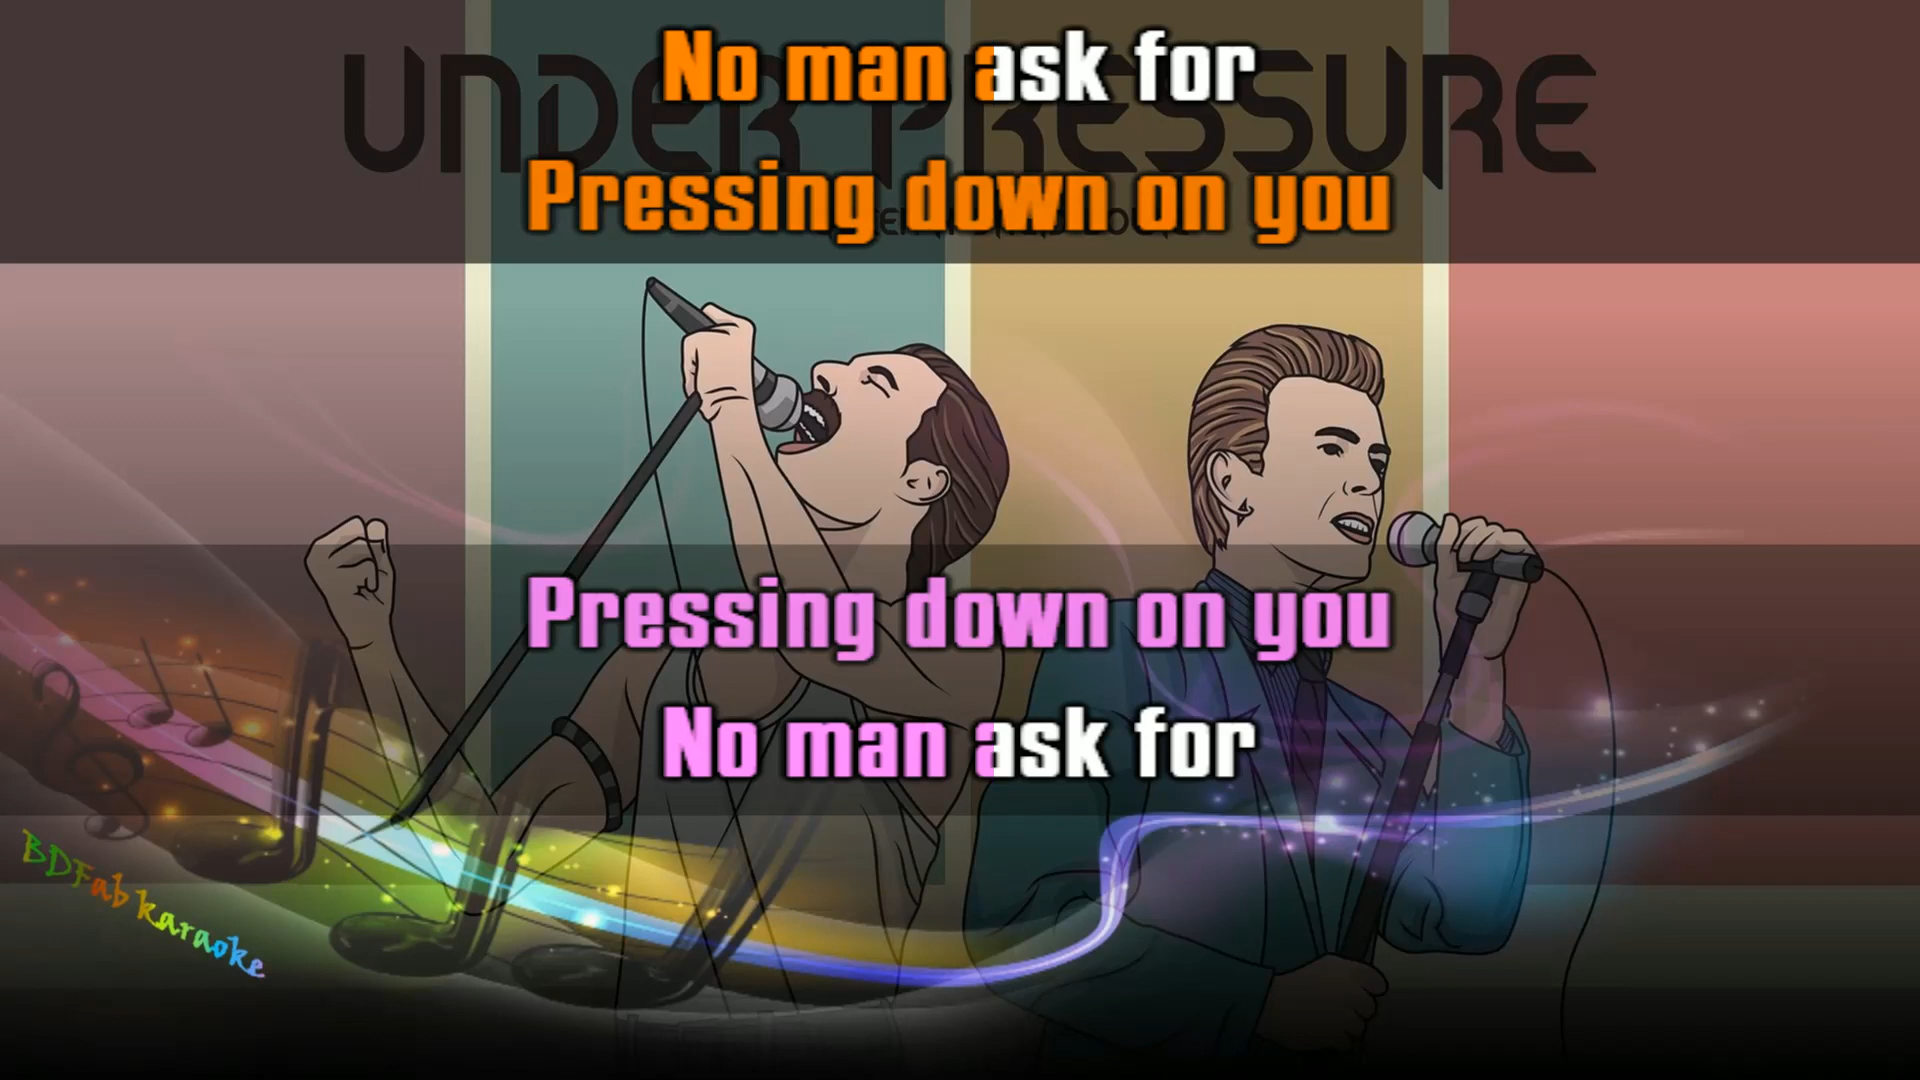 UNDER PRESSURE
No man ask for
Pressing down on you
Pressing down on you
No man ask for
BDFab karaoke